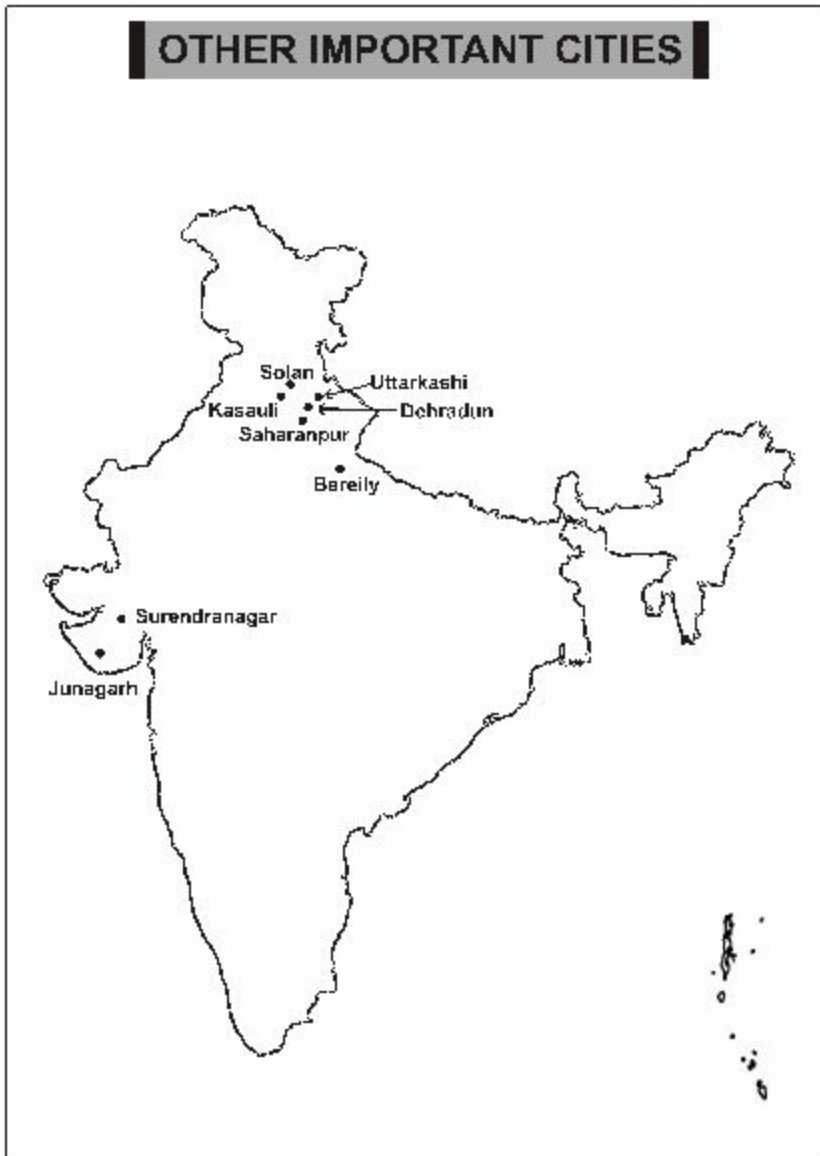 OTHER IMPORTANT CITIES
Solan
Uttarkashi
Kasauli
Dehradun
Saharanpur
Bareily
Surendranagar
Junagarh